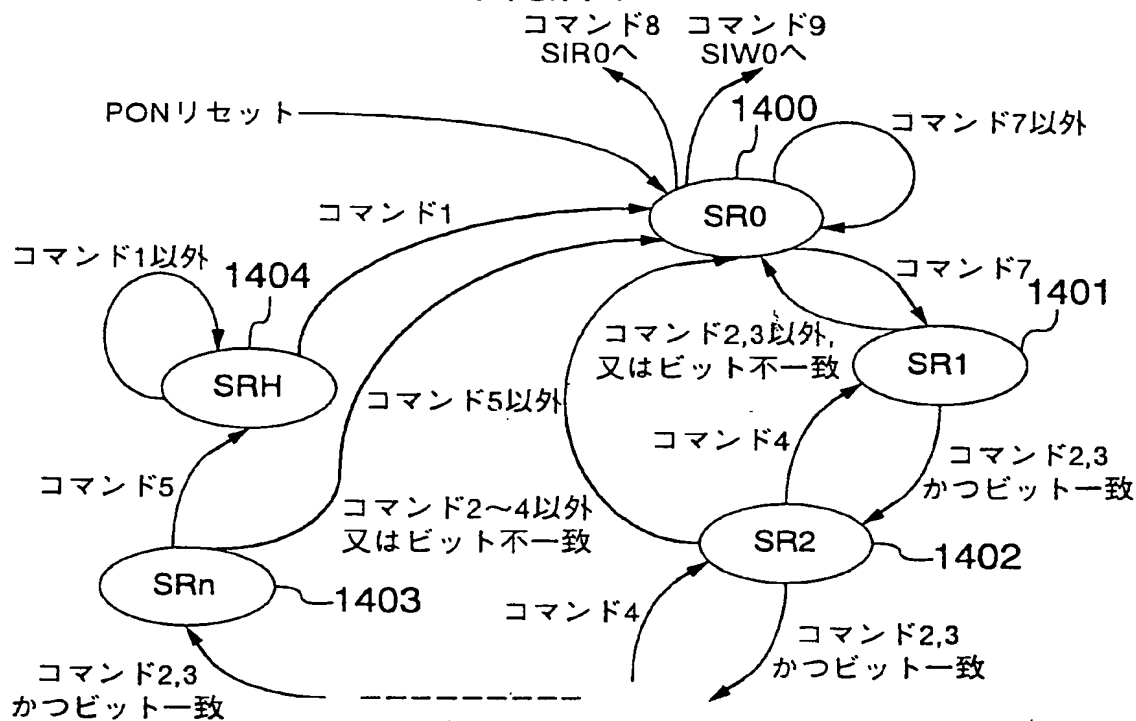 コマンド8
SIR0へ
コマンド9
SIW0へ
PONリセット
1400
コマンド7以外
SR0
コマンド1
コマンド1以外
1404
コマンド7
1401
コマンド2,3以外,
又はビット不一致
SR1
SRH
コマンド5以外
コマンド4
コマンド2,3
かつビット一致
コマンド5
コマンド2〜4以外
又はビット不一致
SR2
1402
SRn
1403
コマンド4
コマンド2,3
かつビット一致
コマンド2,3
かつビット一致